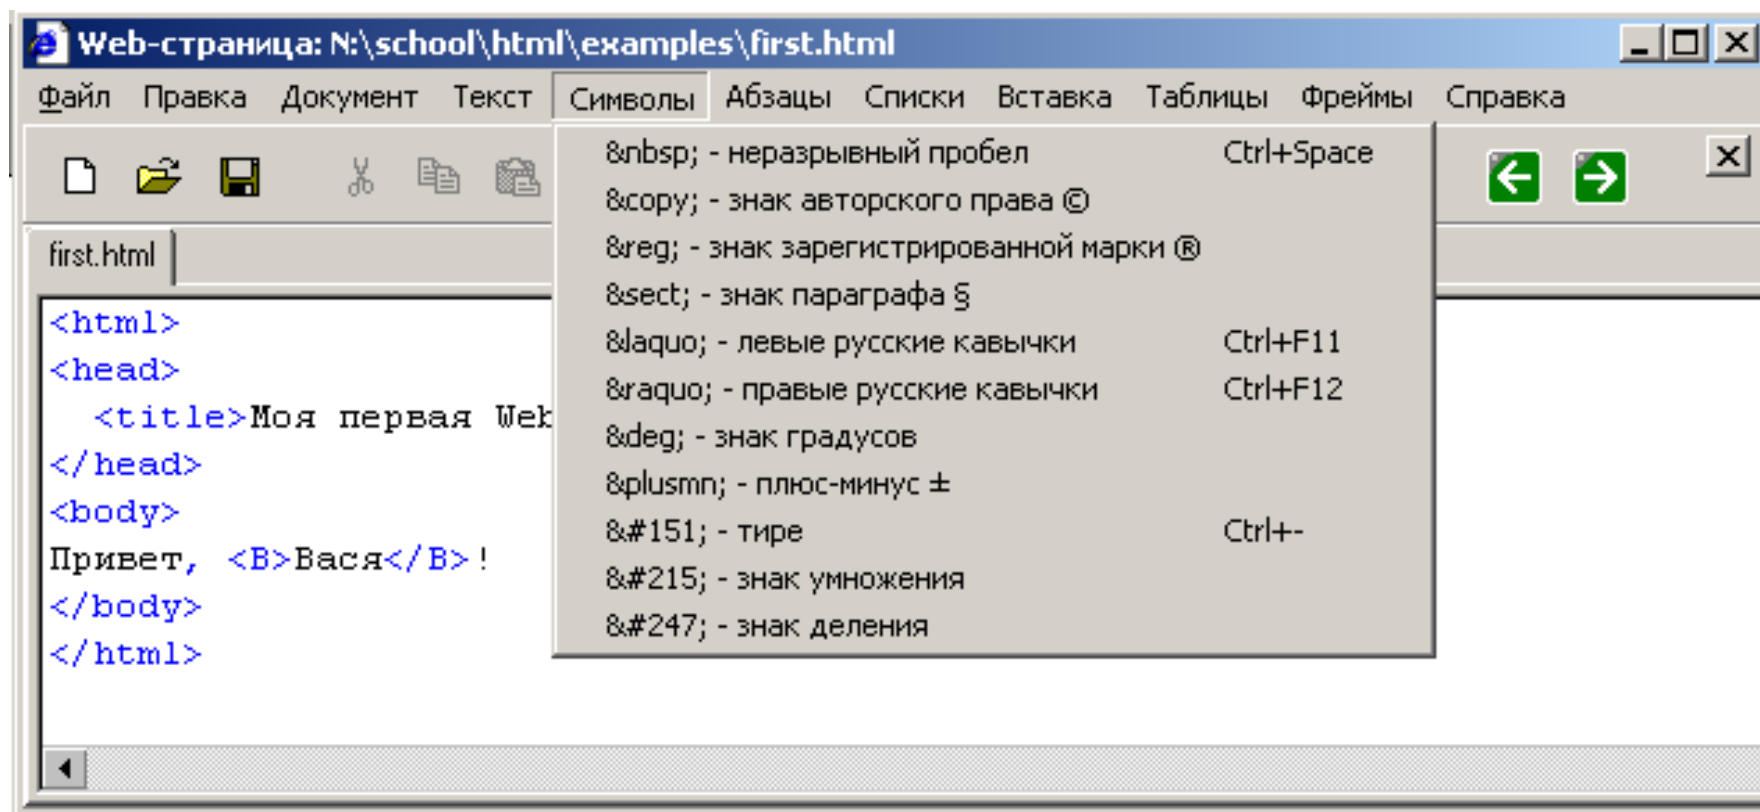 Web-страница: N:\school\html\examples\first.html
Файл Правка Документ Текст Символы Абзацы Списки Вставка Таблицы Фреймы Справка
&nbsp; - неразрывный пробел Ctrl+Space
&copy; - знак авторского права ©
&reg; - знак зарегистрированной марки ®
&sect; - знак параграфа §
&laquo; - левые русские кавычки Ctrl+F11
&raquo; - правые русские кавычки Ctrl+F12
&deg; - знак градусов
&plusmn; - плюс-минус ±
&#151; - тире Ctrl+-
&#215; - знак умножения
&#247; - знак деления
first.html
<html>
<head>
<title>Моя первая Web
</head>
<body>
Привет, <B>Вася</B>!
</body>
</html>